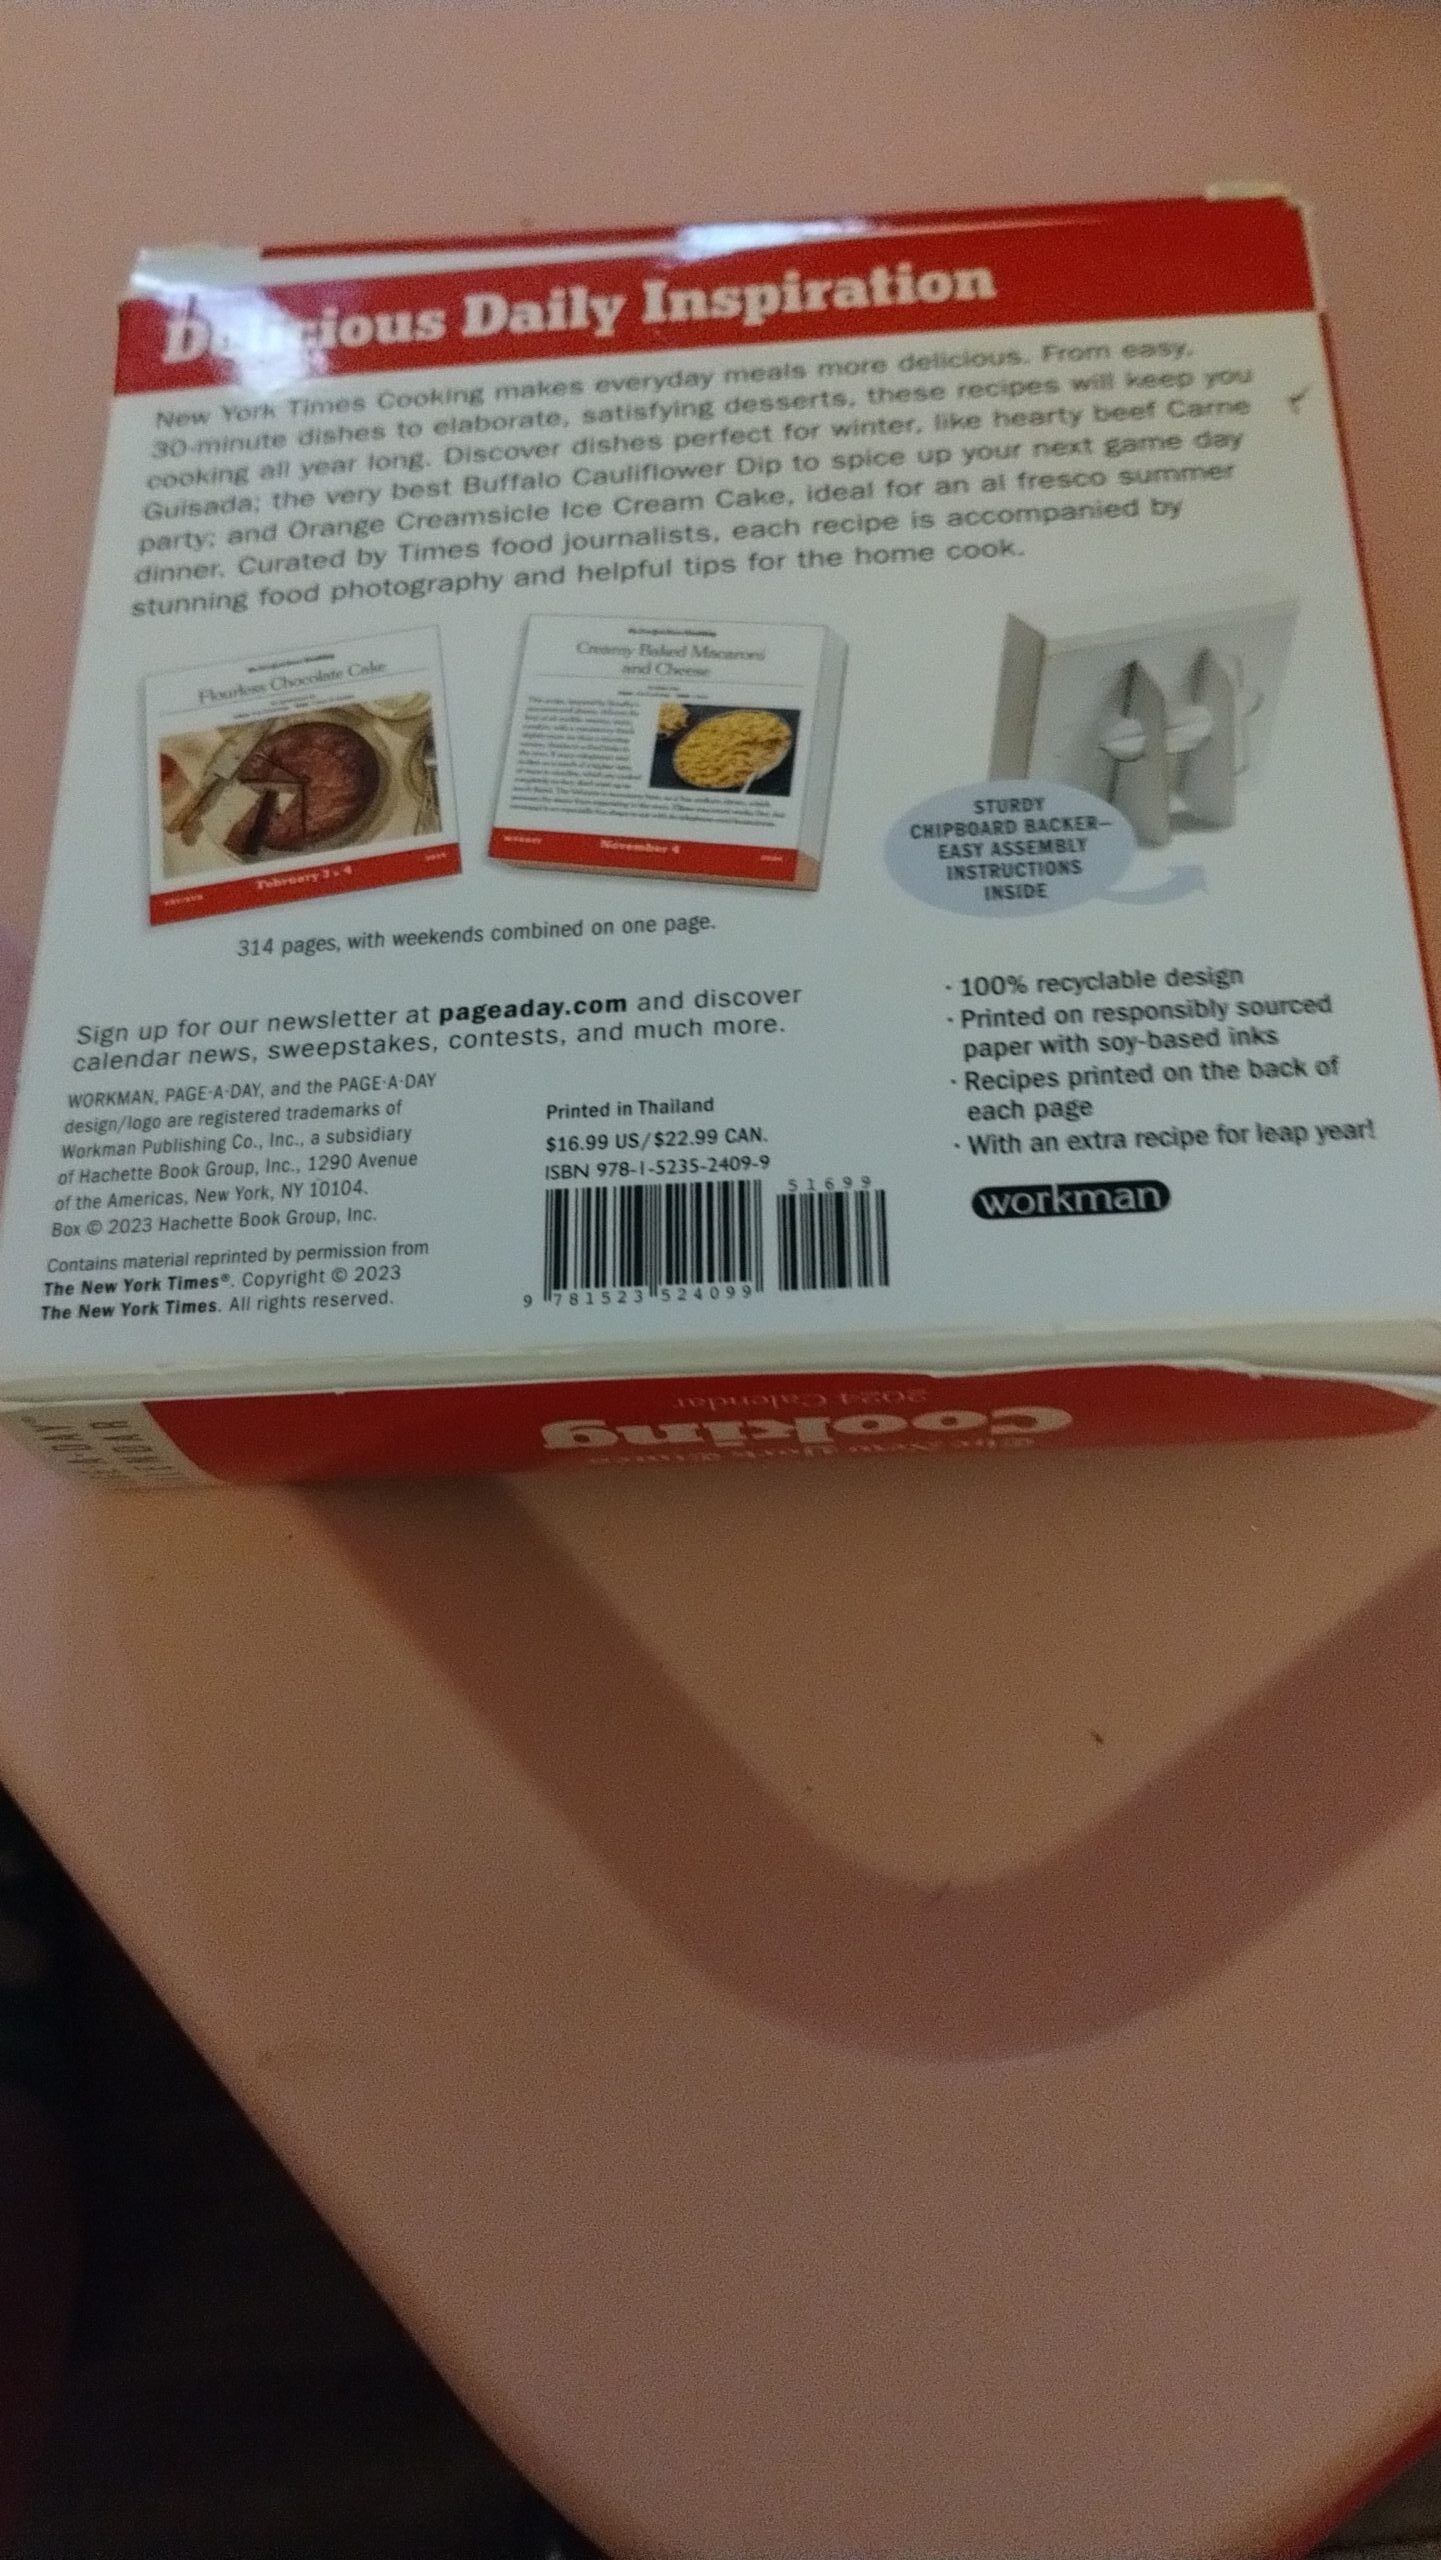 Delicious Daily Inspiration
New York Times Cooking makes everyday meals more delicious. From easy,
30-minute dishes to elaborate, satisfying desserts, these recipes will keep you
cooking all year long. Discover dishes perfect for winter, like hearty beef Carne
Guisada; the very best Buffalo Cauliflower Dip to spice up your next game day
party; and Orange Creamsicle Ice Cream Cake, ideal for an al fresco summer
dinner. Curated by Times food journalists, each recipe is accompanied by
stunning food photography and helpful tips for the home cook.
Flourless Chocolate Cake
February 3 & 4
Creamy Baked Macaroni
and Cheese
November 4
STURDY
CHIPBOARD BACKER—
EASY ASSEMBLY
INSTRUCTIONS
INSIDE
314 pages, with weekends combined on one page.
Sign up for our newsletter at pageaday.com and discover
calendar news, sweepstakes, contests, and much more.
WORKMAN, PAGE-A-DAY, and the PAGE-A-DAY
design/logo are registered trademarks of
Workman Publishing Co., Inc., a subsidiary
of Hachette Book Group, Inc., 1290 Avenue
of the Americas, New York, NY 10104.
Box © 2023 Hachette Book Group, Inc.
Contains material reprinted by permission from
The New York Times®. Copyright © 2023
The New York Times. All rights reserved.
Printed in Thailand
$16.99 US/$22.99 CAN.
ISBN 978-1-5235-2409-9
51699
9 781523 524099
· 100% recyclable design
· Printed on responsibly sourced
paper with soy-based inks
· Recipes printed on the back of
each page
· With an extra recipe for leap year!
workman
The New York Times
Cooking
2024 Calendar